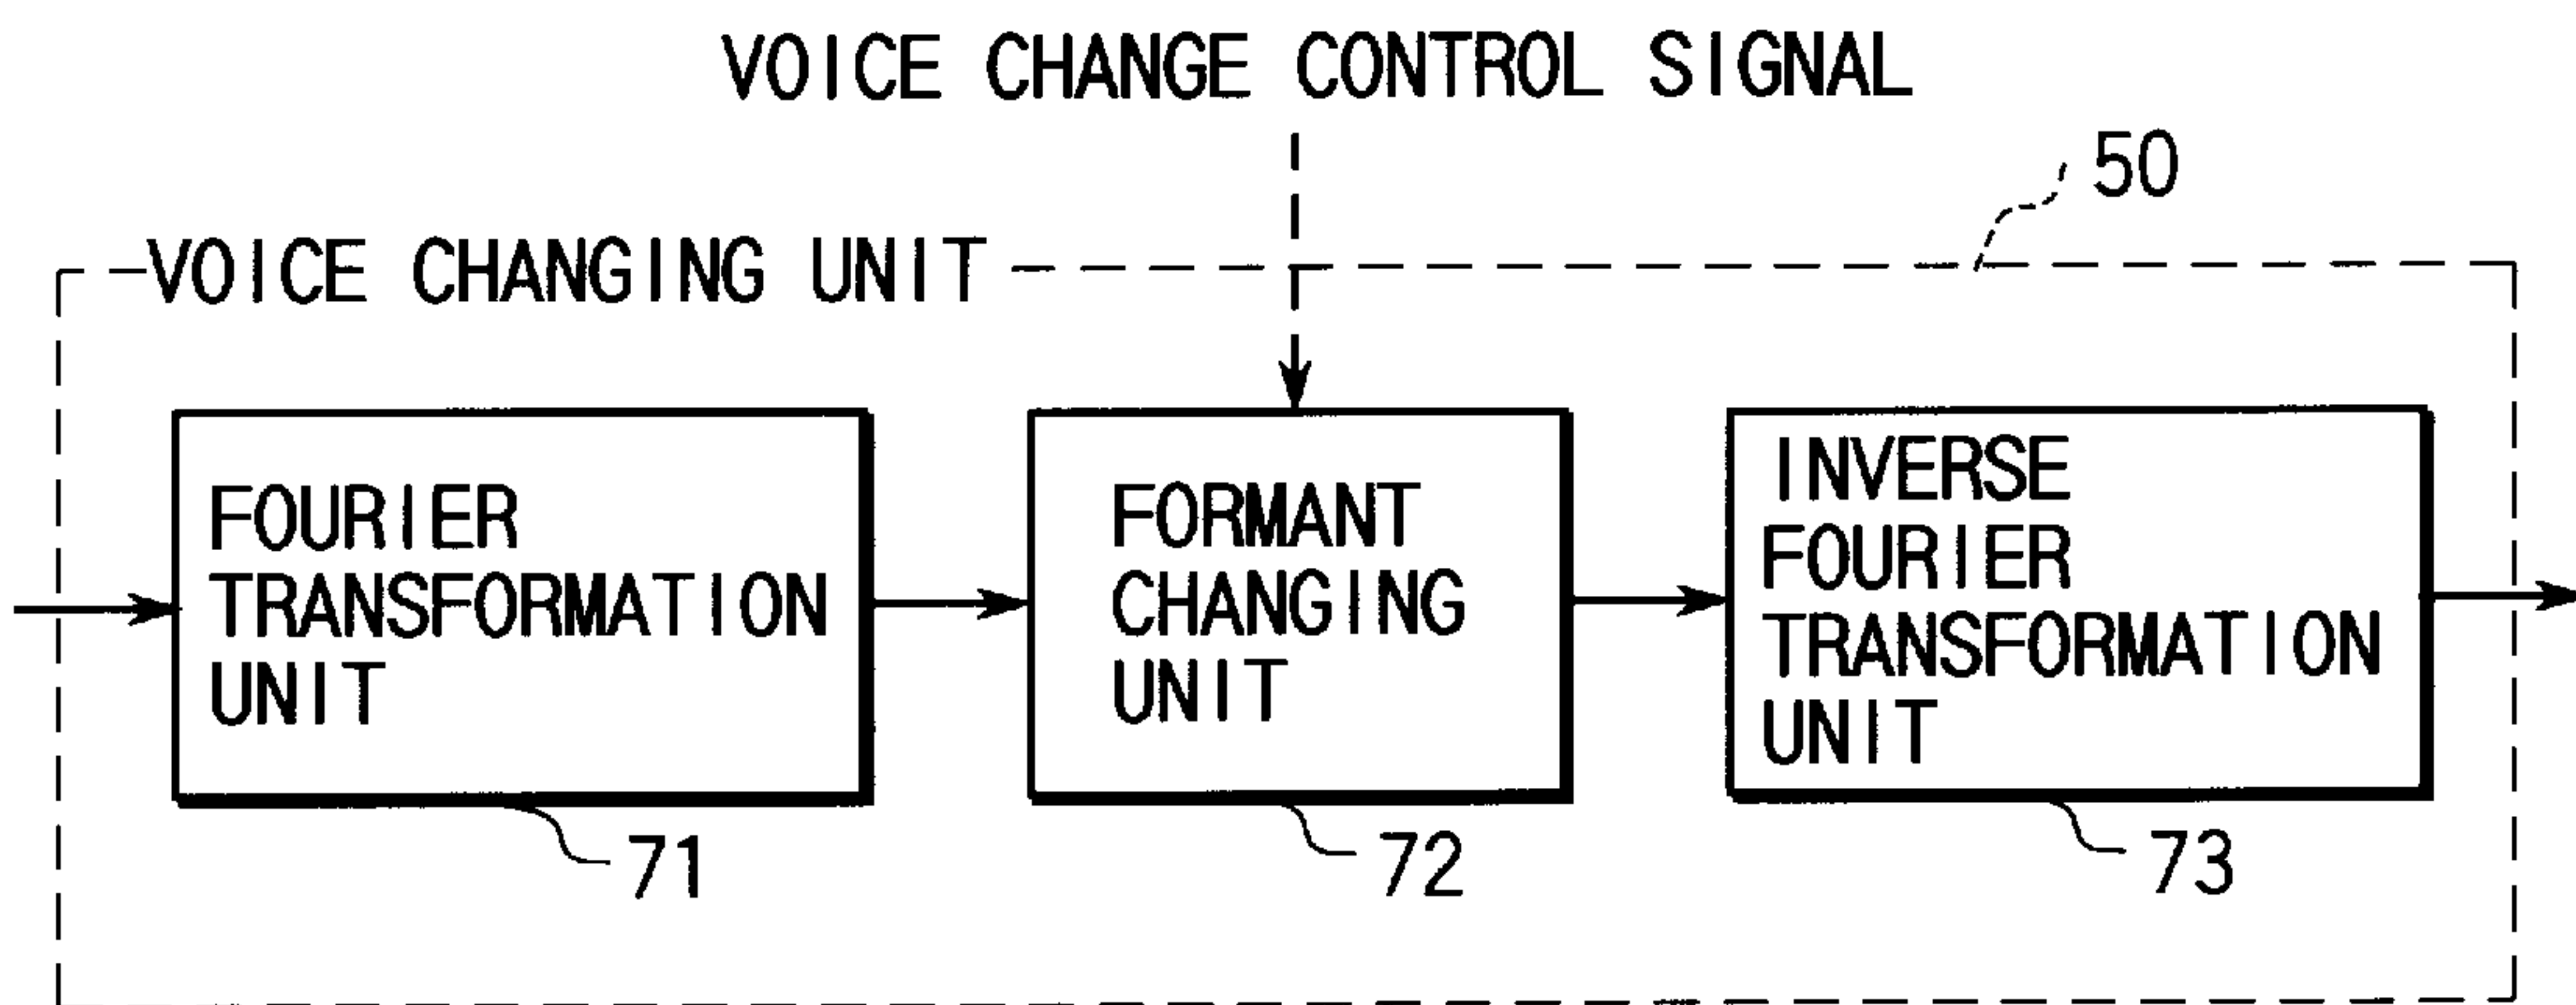 VOICE CHANGE CONTROL SIGNAL
50
VOICE CHANGING UNIT
FOURIER
TRANSFORMATION
UNIT
71
FORMANT
CHANGING
UNIT
72
INVERSE
FOURIER
TRANSFORMATION
UNIT
73